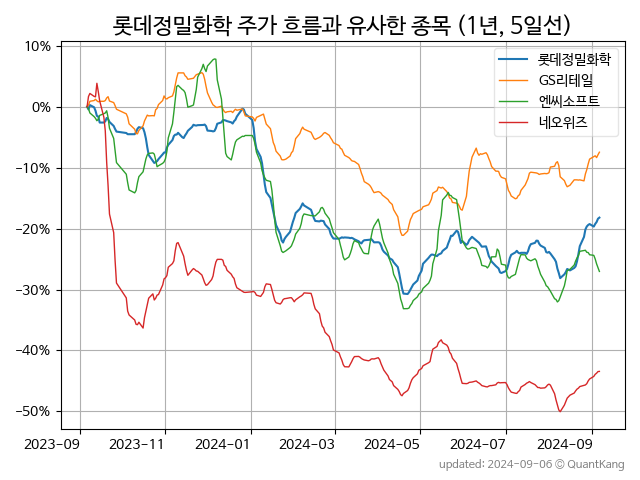 롯데정밀화학 주가 흐름과 유사한 종목 (1년, 5일선)
롯데정밀화학
GS리테일
엔씨소프트
네오위즈
10%
0%
−10%
−20%
−30%
−40%
−50%
2023-09
2023-11
2024-01
2024-03
2024-05
2024-07
2024-09
updated: 2024-09-06 © QuantKang